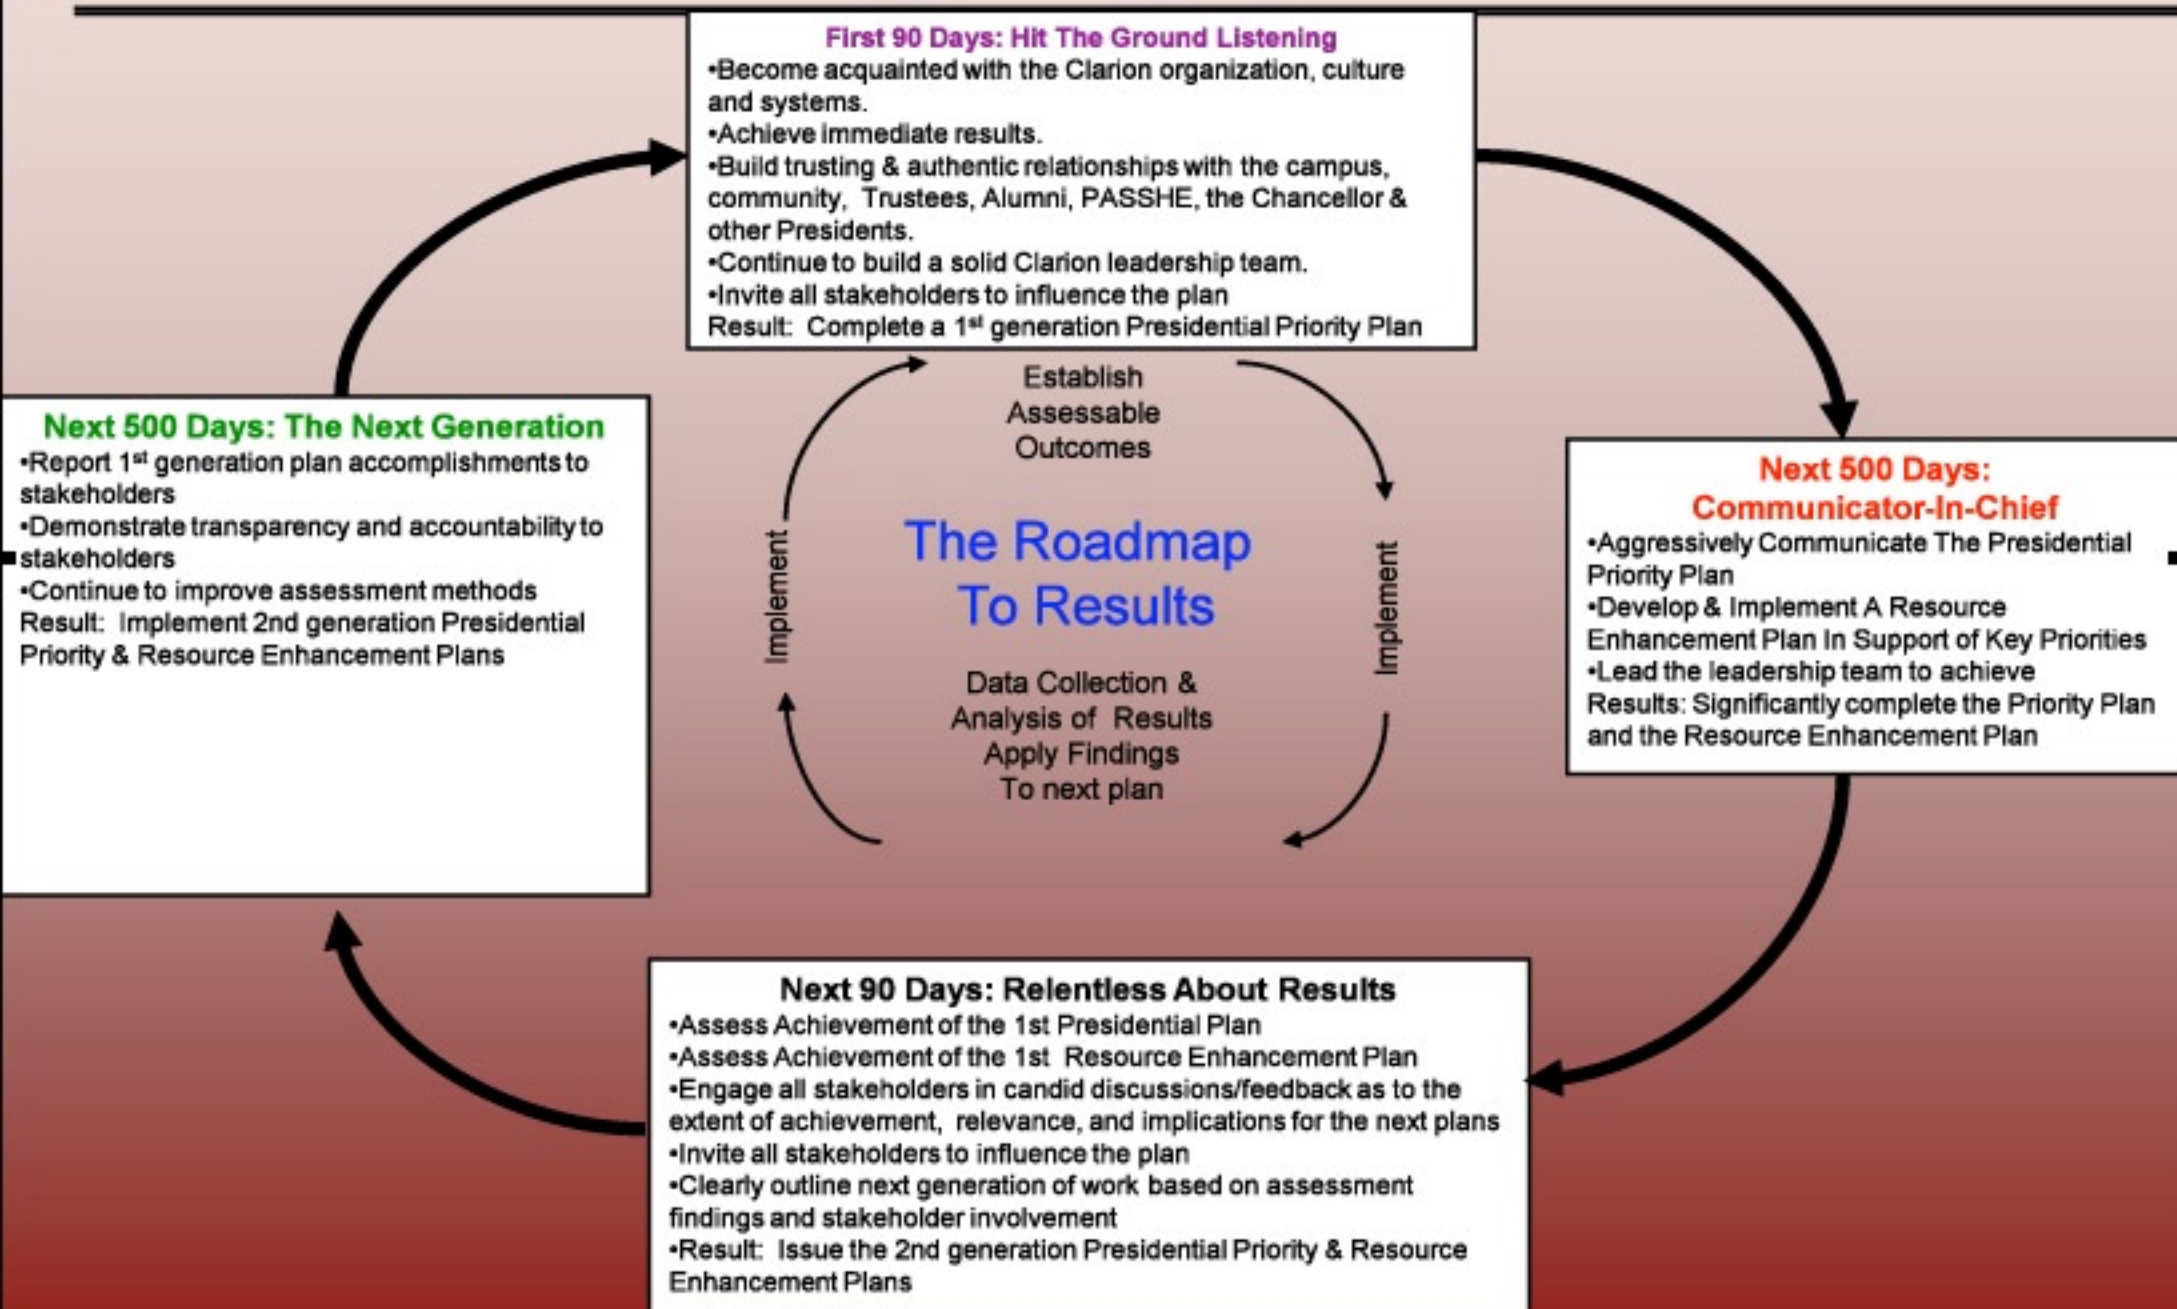 First 90 Days: Hit The Ground Listening
•Become acquainted with the Clarion organization, culture
and systems.
•Achieve immediate results.
•Build trusting & authentic relationships with the campus,
community, Trustees, Alumni, PASSHE, the Chancellor &
other Presidents.
•Continue to build a solid Clarion leadership team.
•Invite all stakeholders to influence the plan
Result: Complete a 1st generation Presidential Priority Plan
Next 500 Days: The Next Generation
•Report 1st generation plan accomplishments to
stakeholders
•Demonstrate transparency and accountability to
stakeholders
•Continue to improve assessment methods
Result: Implement 2nd generation Presidential
Priority & Resource Enhancement Plans
Establish
Assessable
Outcomes
Implement
The Roadmap
To Results
Implement
Data Collection &
Analysis of Results
Apply Findings
To next plan
Next 500 Days:
Communicator-In-Chief
•Aggressively Communicate The Presidential
Priority Plan
•Develop & Implement A Resource
Enhancement Plan In Support of Key Priorities
•Lead the leadership team to achieve
Results: Significantly complete the Priority Plan
and the Resource Enhancement Plan
Next 90 Days: Relentless About Results
•Assess Achievement of the 1st Presidential Plan
•Assess Achievement of the 1st Resource Enhancement Plan
•Engage all stakeholders in candid discussions/feedback as to the
extent of achievement, relevance, and implications for the next plans
•Invite all stakeholders to influence the plan
•Clearly outline next generation of work based on assessment
findings and stakeholder involvement
•Result: Issue the 2nd generation Presidential Priority & Resource
Enhancement Plans